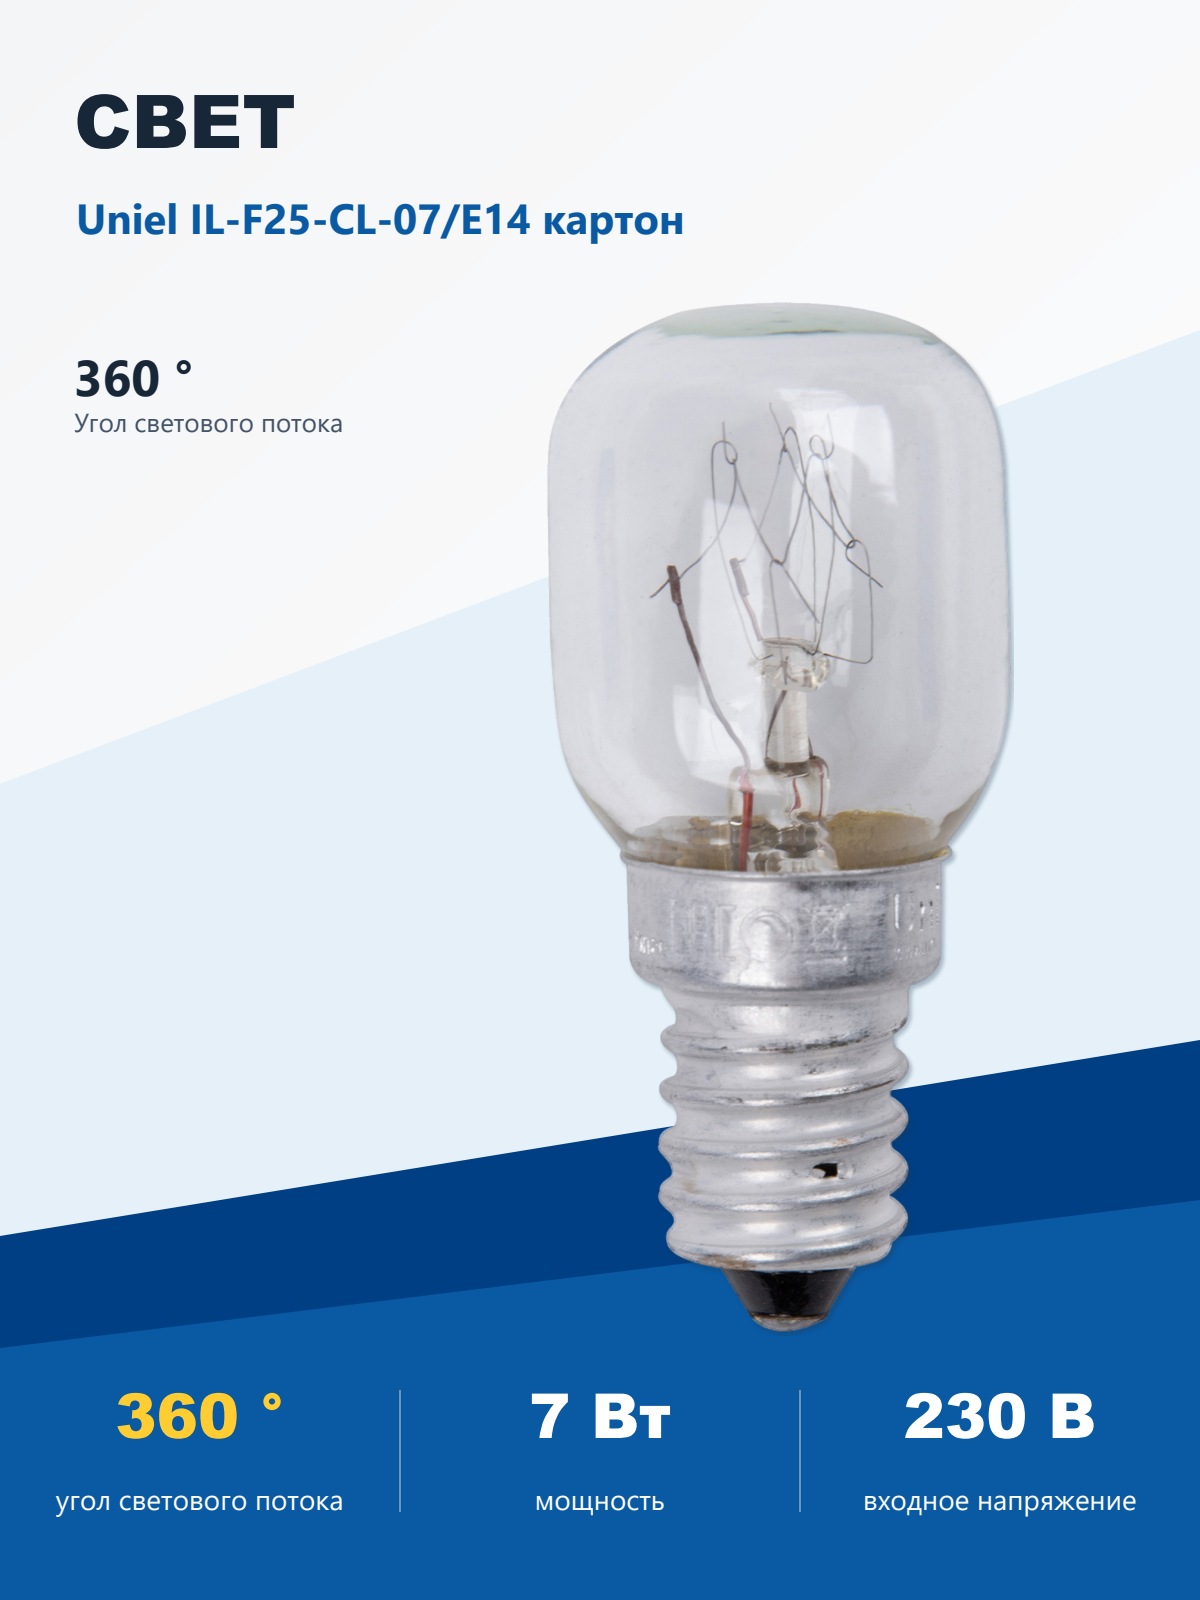 СВЕТ
Uniel IL-F25-CL-07/E14 картон
360 °
Угол светового потока
360 °
7 Вт
230 В
угол светового потока
мощность
входное напряжение